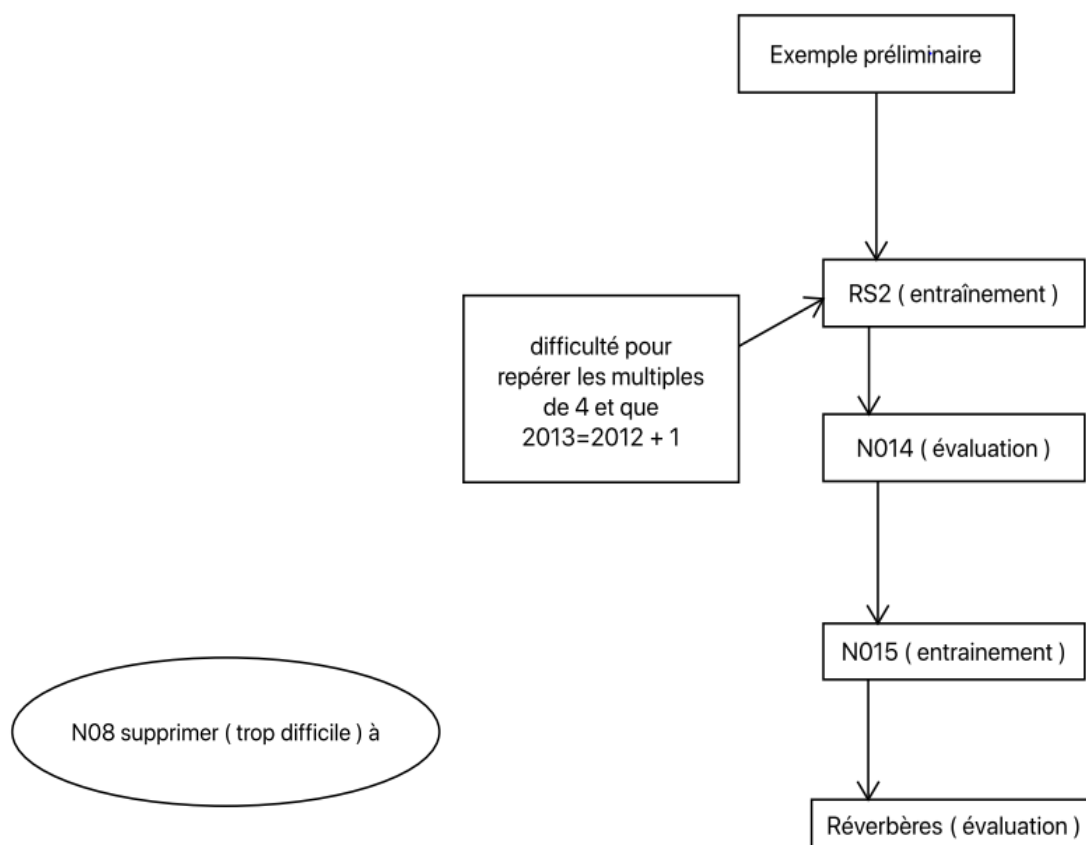 Exemple préliminaire
RS2 ( entraînement )
difficulté pour
repérer les multiples
de 4 et que
2013=2012 + 1
N014 ( évaluation )
N015 ( entrainement )
N08 supprimer ( trop difficile ) à
Réverbères ( évaluation )